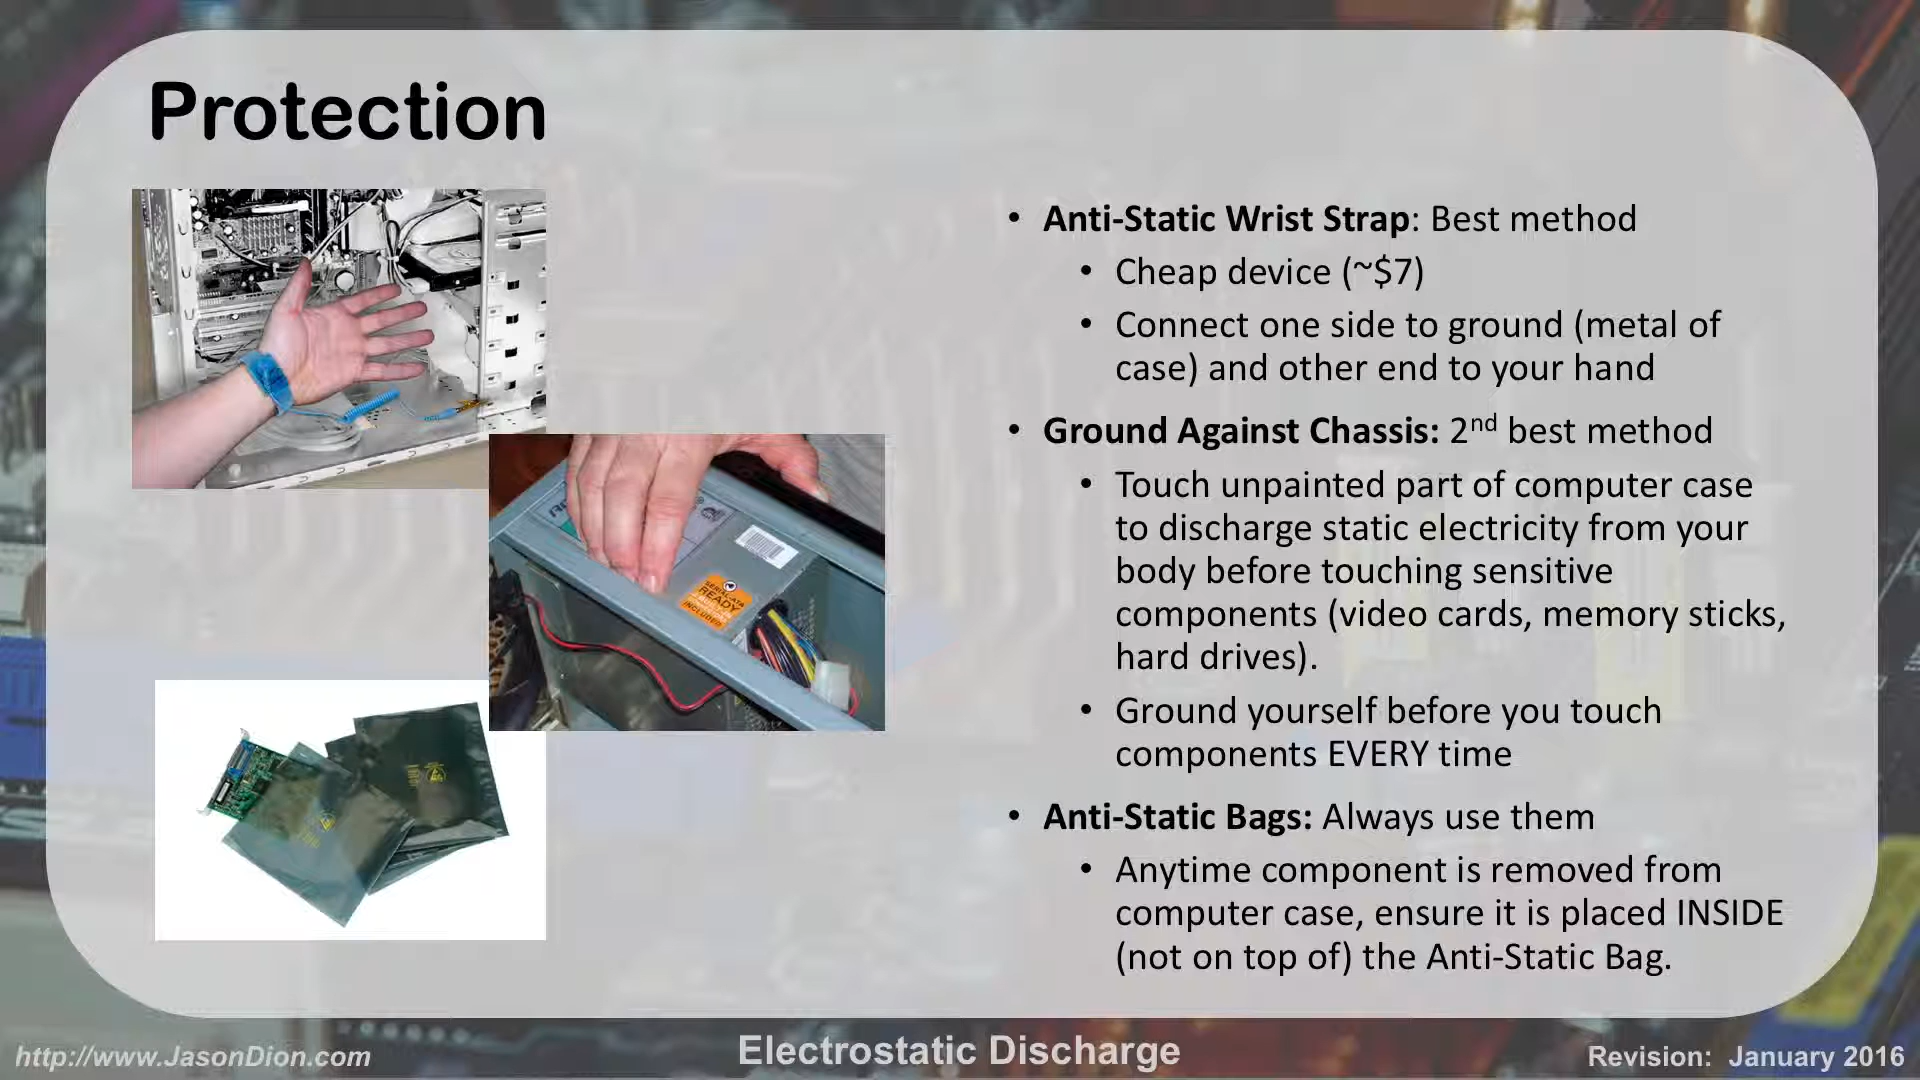 Protection
• Anti-Static Wrist Strap: Best method
• Cheap device (~$7)
• Connect one side to ground (metal of
case) and other end to your hand
• Ground Against Chassis: 2nd best method
• Touch unpainted part of computer case
to discharge static electricity from your
body before touching sensitive
components (video cards, memory sticks,
hard drives).
• Ground yourself before you touch
components EVERY time
• Anti-Static Bags: Always use them
• Anytime component is removed from
computer case, ensure it is placed INSIDE
(not on top of) the Anti-Static Bag.
SERIAL-ATA
READY
INCLUDED
http://www.JasonDion.com
Electrostatic Discharge
Revision: January 2016